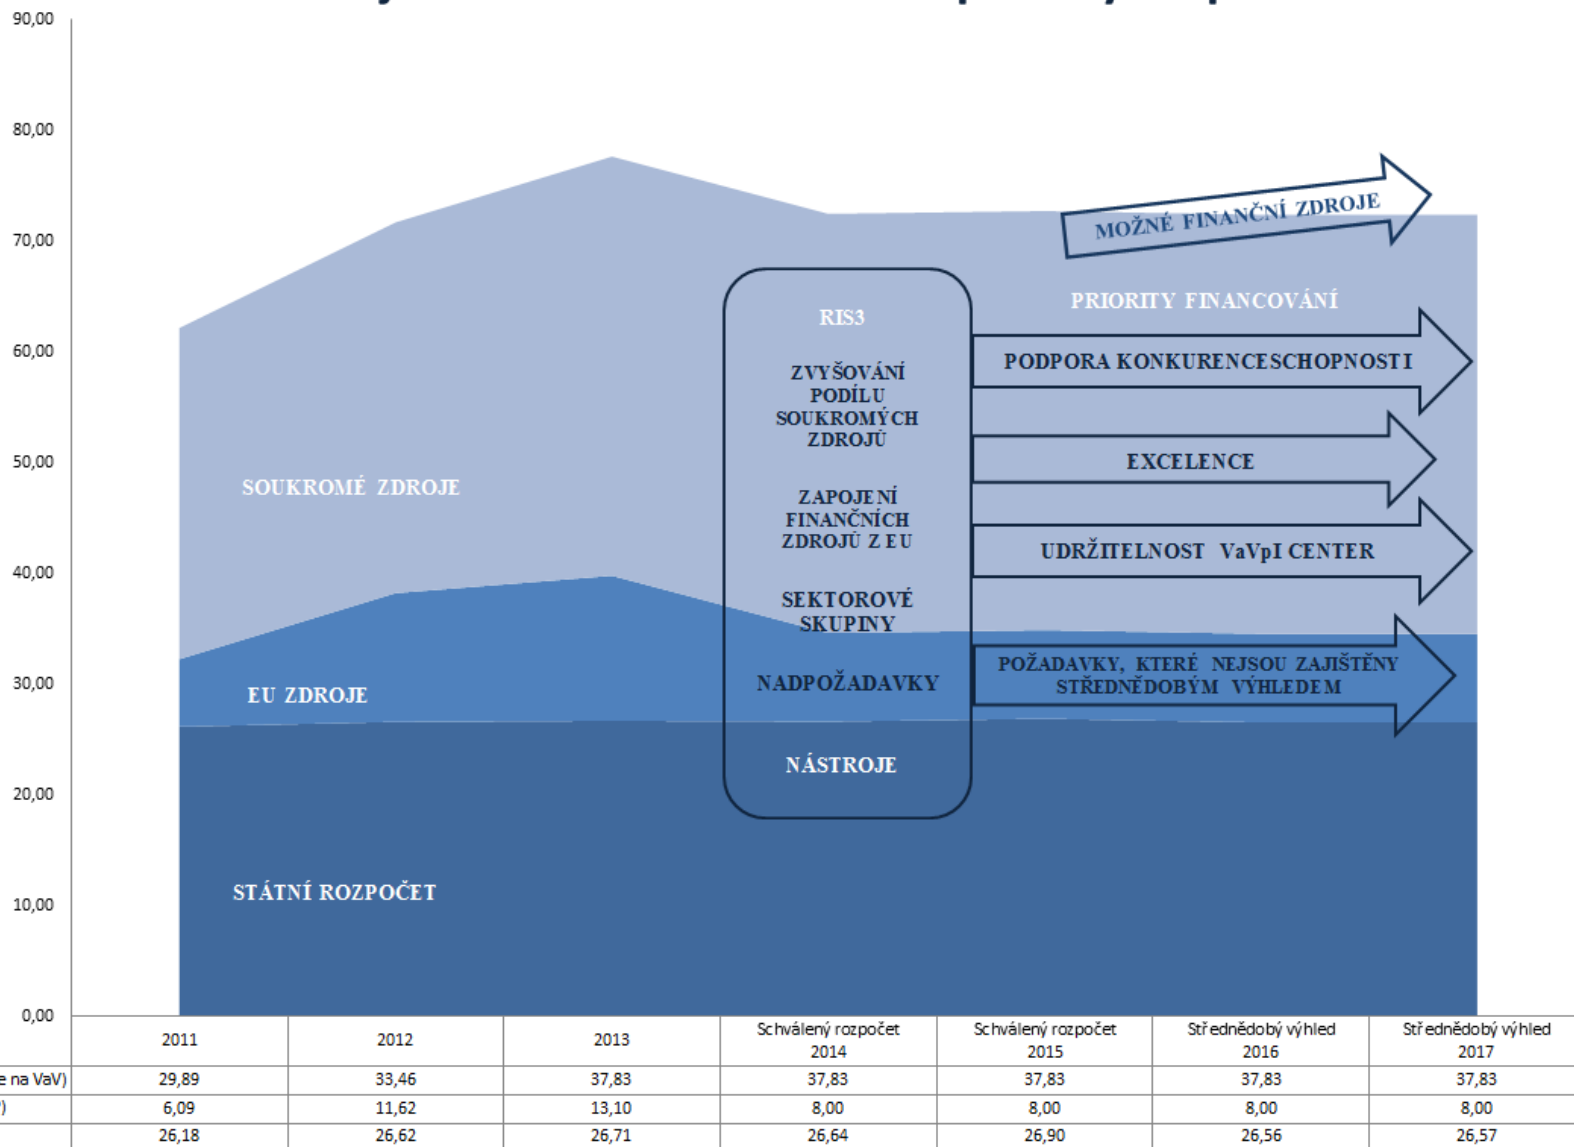 90,00
80,00
70,00
60,00
50,00
40,00
30,00
20,00
10,00
0,00
MOŽNÉ FINANČNÍ ZDROJE
PRIORITY FINANCOVÁNÍ
RIS3
ZVYŠOVÁNÍ
PODÍLU
SOUKROMÝCH
ZDROJŮ
ZAPOJENÍ
FINANČNÍCH
ZDROJŮ Z EU
SEKTOROVÉ
SKUPINY
NADPOŽADAVKY
NÁSTROJE
PODPORA KONKURENCESCHOPNOSTI
EXCELENCE
UDRŽITELNOST VaVpI CENTER
POŽADAVKY, KTERÉ NEJSOU ZAJIŠTĚNY
STŘEDNĚDOBÝM VÝHLEDEM
SOUKROMÉ ZDROJE
EU ZDROJE
STÁTNÍ ROZPOČET
2011 2012 2013 Schválený rozpočet Schválený rozpočet Střednědobý výhled Střednědobý výhled
2014 2015 2016 2017
na VaV) 29,89 33,46 37,83 37,83 37,83 37,83 37,83
6,09 11,62 13,10 8,00 8,00 8,00 8,00
26,18 26,62 26,71 26,64 26,90 26,56 26,57